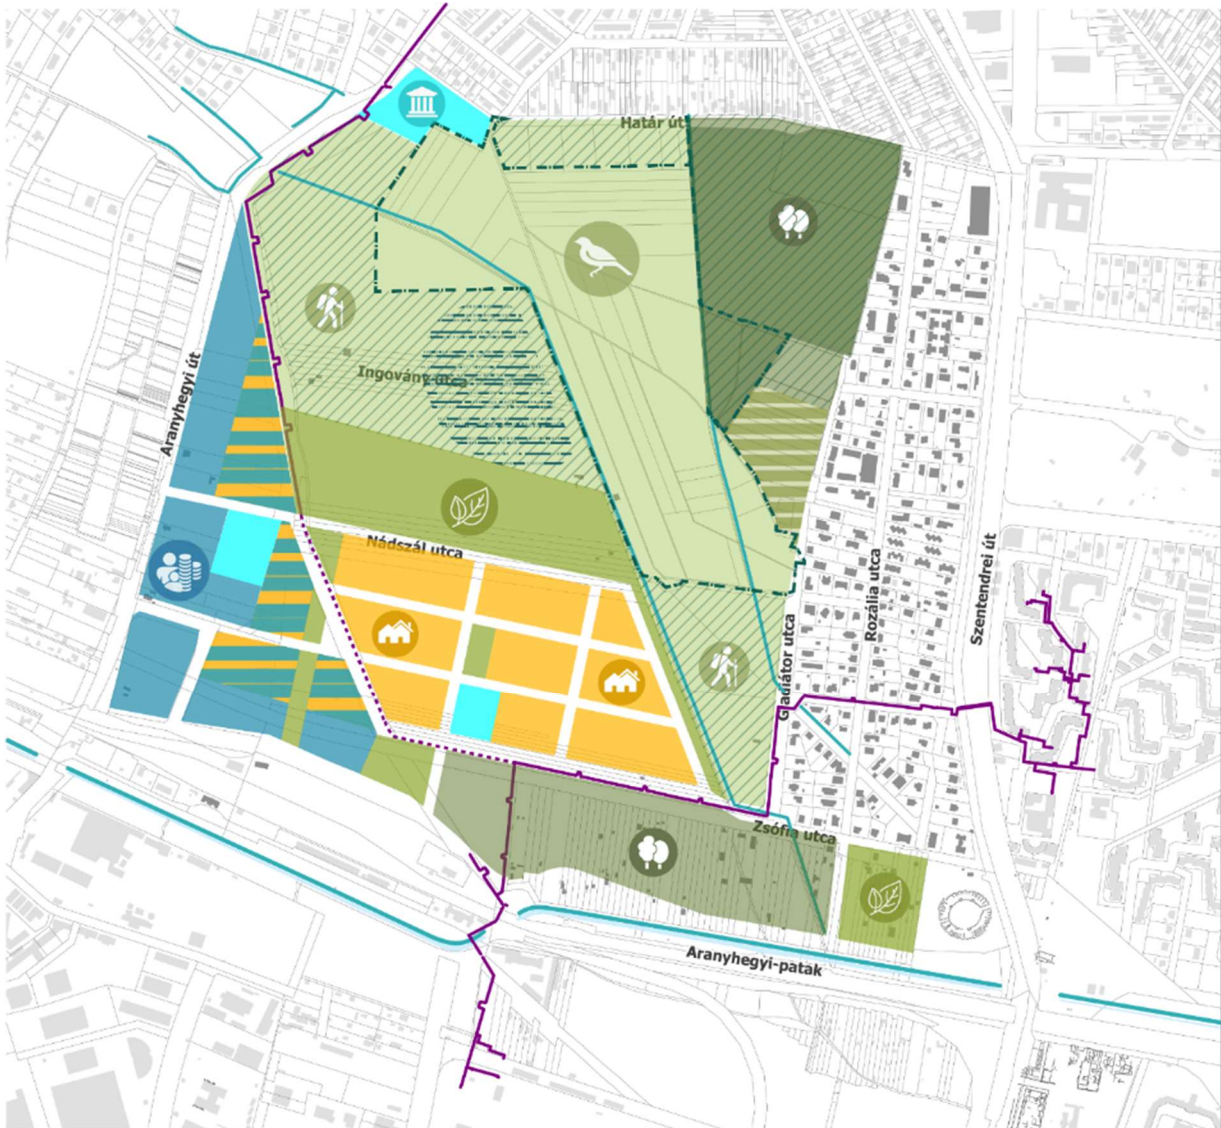 Határ út
Aranyhegyi út
Ingovány utca
Nádszál utca
Rozália utca
Szentendrei út
Gladiátor utca
Zsófia utca
Aranyhegyi-patak